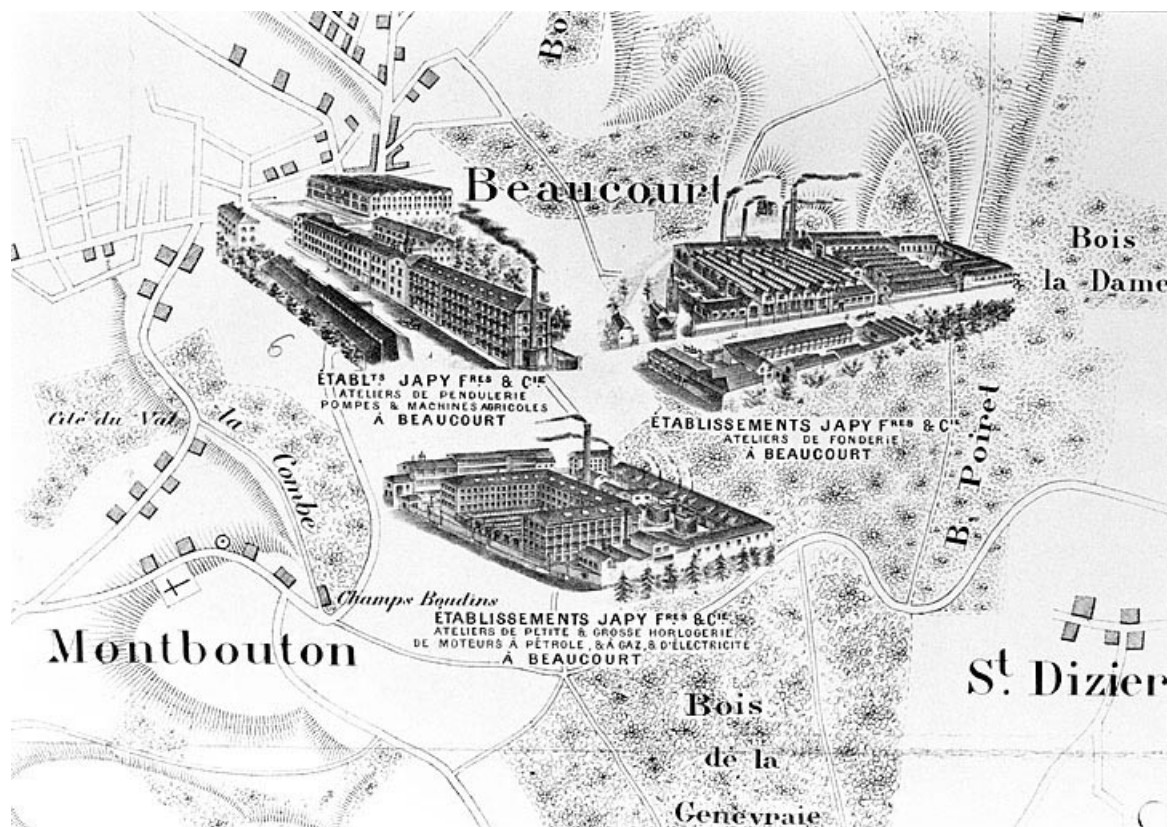 Bo
Beaucourt
Bois
la Dame
6
ÉTABLTS JAPY FRES & CIE
ATELIERS DE PENDULERIE
POMPES & MACHINES AGRICOLES
À BEAUCOURT
ÉTABLISSEMENTS JAPY FRES & CIE
ATELIERS DE FONDERIE
À BEAUCOURT
Cité du Val
la
Combe
B. Poiret
Champs Boudins
ÉTABLISSEMENTS JAPY FRES & CIE
ATELIERS DE PETITE & GROSSE HORLOGERIE
DE MOTEURS À PÉTROLE, & À GAZ, & D'ÉLECTRICITÉ
À BEAUCOURT
Montbouton
St. Dizier
Bois
de la
Genevraie